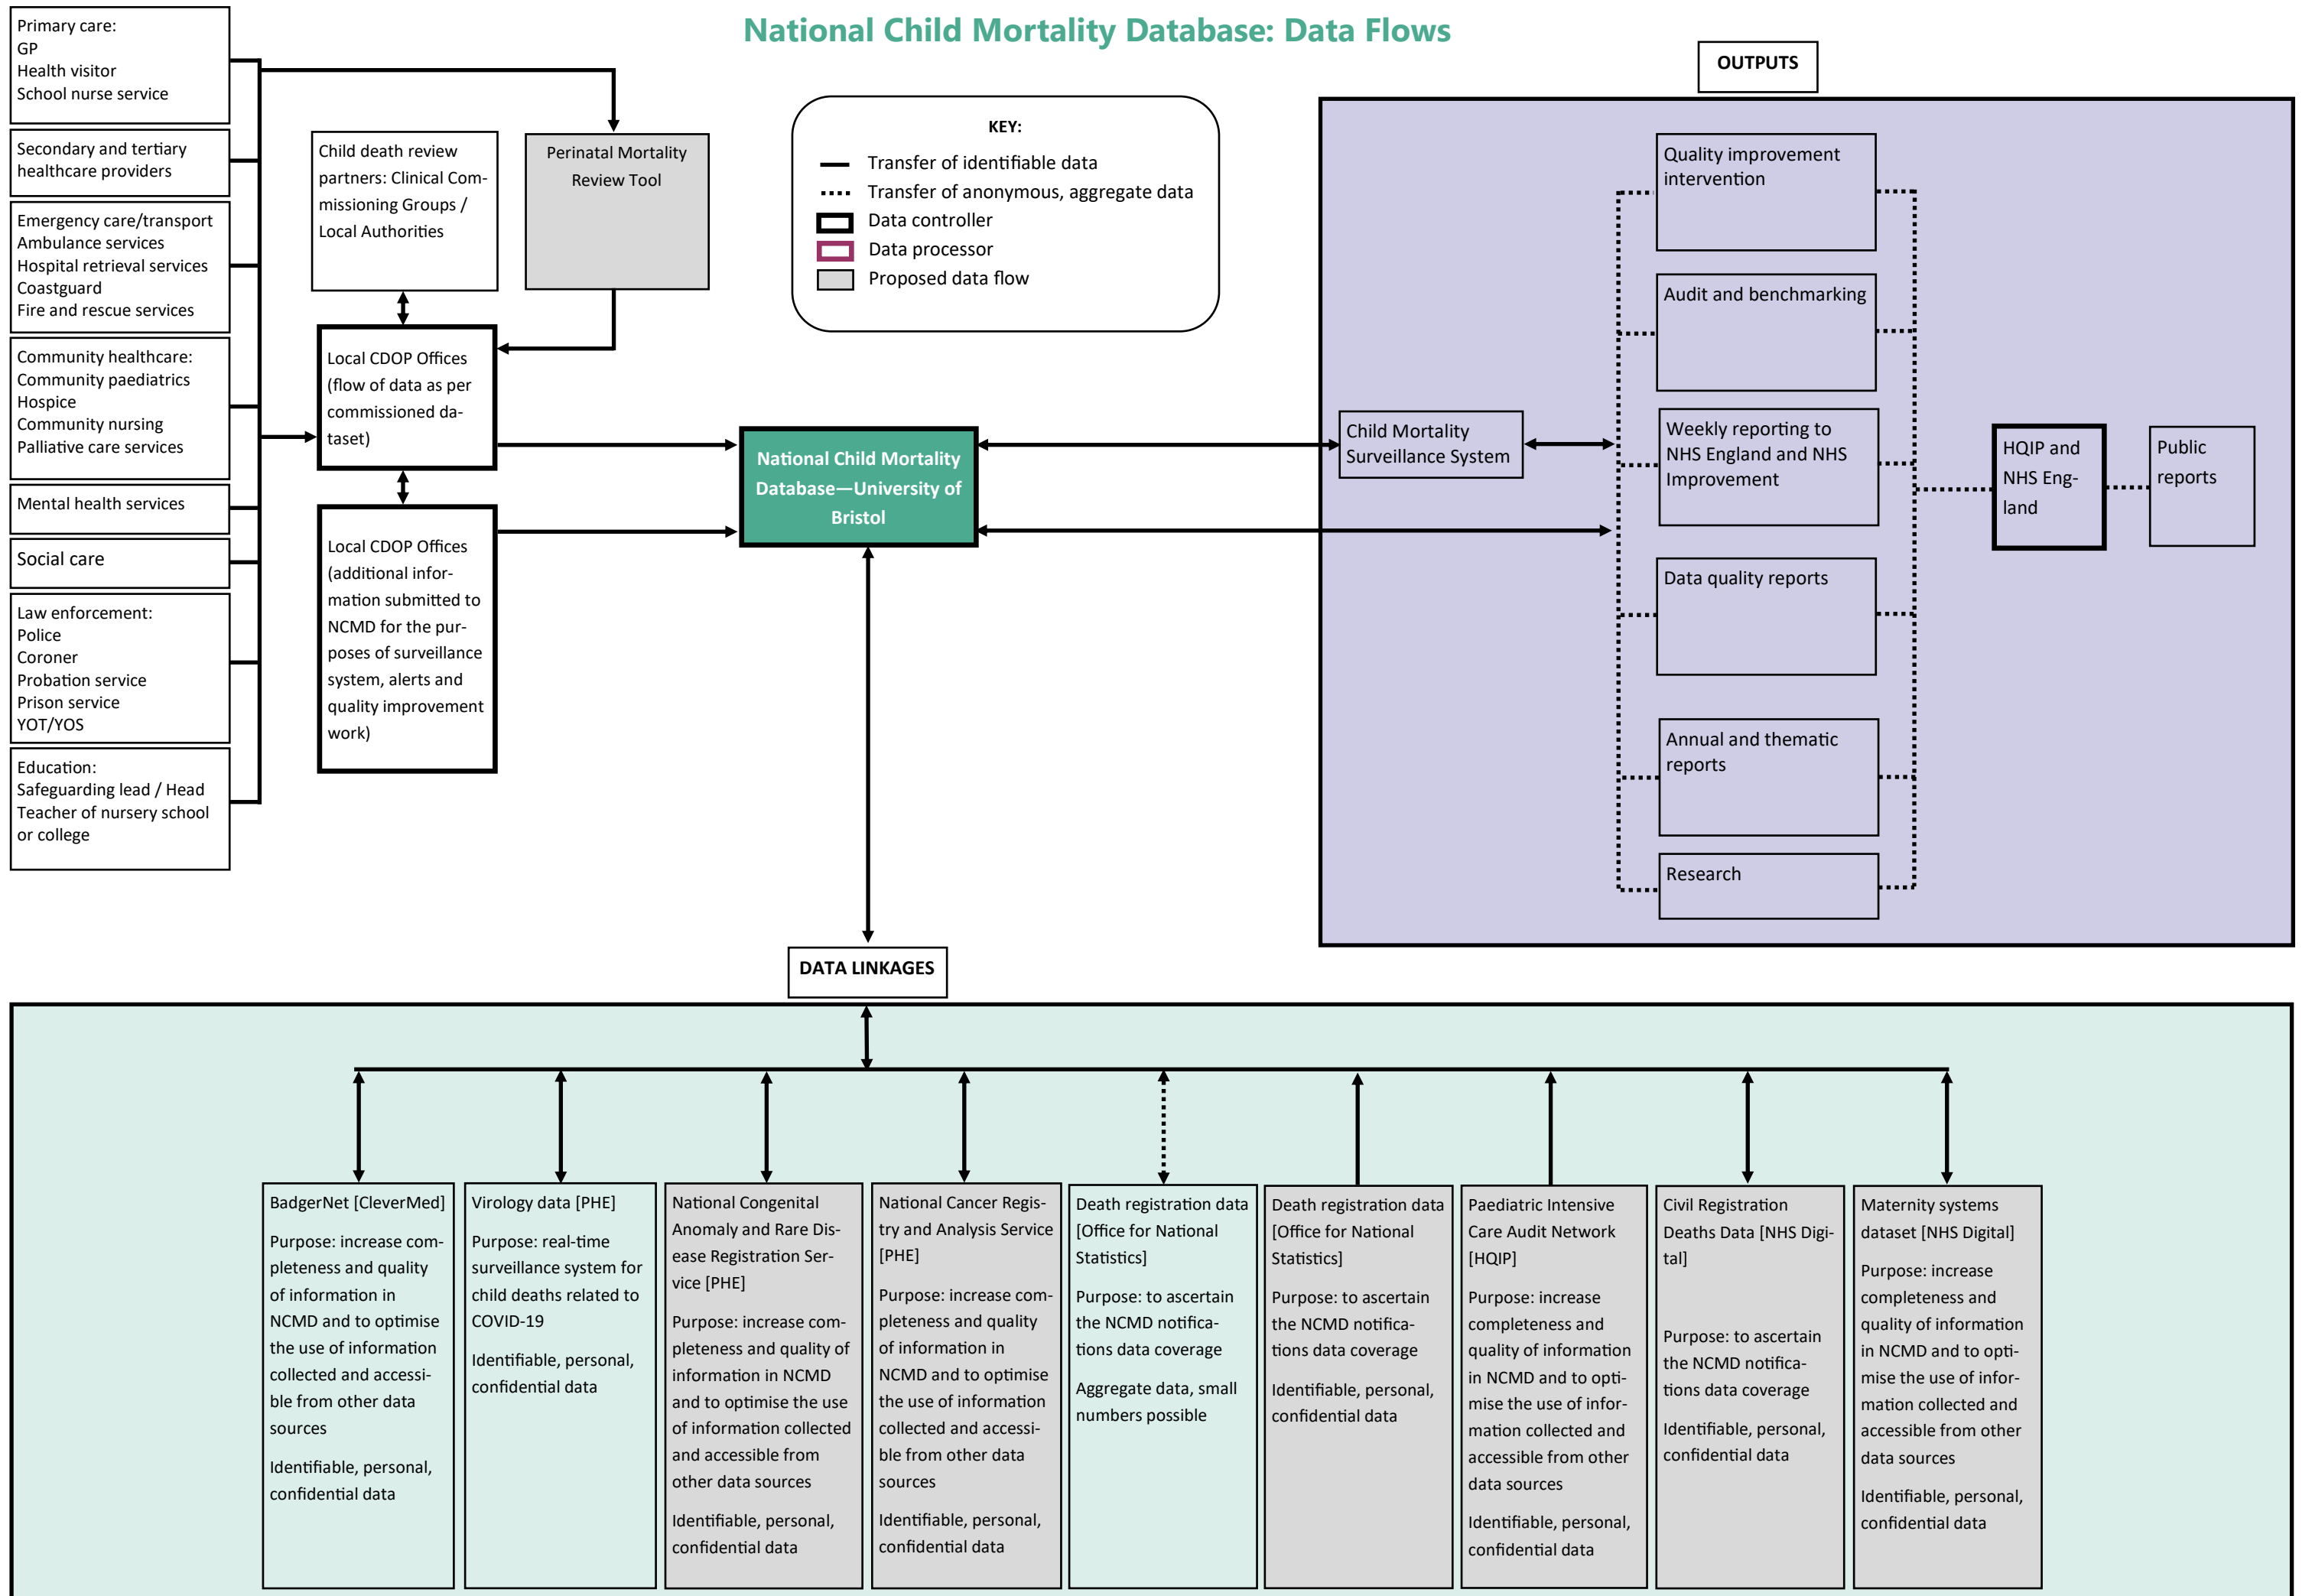 National Child Mortality Database: Data Flows
Primary care:
GP
Health visitor
School nurse service
Secondary and tertiary
healthcare providers
Emergency care/transport
Ambulance services
Hospital retrieval services
Coastguard
Fire and rescue services
Community healthcare:
Community paediatrics
Hospice
Community nursing
Palliative care services
Mental health services
Social care
Law enforcement:
Police
Coroner
Probation service
Prison service
YOT/YOS
Education:
Safeguarding lead / Head
Teacher of nursery school
or college
Child death review
partners: Clinical Com-
missioning Groups /
Local Authorities
Perinatal Mortality
Review Tool
Local CDOP Offices
(flow of data as per
commissioned da-
taset)
Local CDOP Offices
(additional infor-
mation submitted to
NCMD for the pur-
poses of surveillance
system, alerts and
quality improvement
work)
KEY:
Transfer of identifiable data
Transfer of anonymous, aggregate data
Data controller
Data processor
Proposed data flow
National Child Mortality
Database—University of
Bristol
OUTPUTS
Child Mortality
Surveillance System
Quality improvement
intervention
Audit and benchmarking
Weekly reporting to
NHS England and NHS
Improvement
Data quality reports
Annual and thematic
reports
Research
HQIP and
NHS Eng-
land
Public
reports
DATA LINKAGES
BadgerNet [CleverMed]
Purpose: increase com-
pleteness and quality
of information in
NCMD and to optimise
the use of information
collected and accessi-
ble from other data
sources
Identifiable, personal,
confidential data
Virology data [PHE]
Purpose: real-time
surveillance system for
child deaths related to
COVID-19
Identifiable, personal,
confidential data
National Congenital
Anomaly and Rare Dis-
ease Registration Ser-
vice [PHE]
Purpose: increase com-
pleteness and quality of
information in NCMD
and to optimise the use
of information collected
and accessible from
other data sources
Identifiable, personal,
confidential data
National Cancer Regis-
try and Analysis Service
[PHE]
Purpose: increase com-
pleteness and quality
of information in
NCMD and to optimise
the use of information
collected and accessi-
ble from other data
sources
Identifiable, personal,
confidential data
Death registration data
[Office for National
Statistics]
Purpose: to ascertain
the NCMD notifica-
tions data coverage
Aggregate data, small
numbers possible
Death registration data
[Office for National
Statistics]
Purpose: to ascertain
the NCMD notifica-
tions data coverage
Identifiable, personal,
confidential data
Paediatric Intensive
Care Audit Network
[HQIP]
Purpose: increase
completeness and
quality of information
in NCMD and to opti-
mise the use of infor-
mation collected and
accessible from other
data sources
Identifiable, personal,
confidential data
Civil Registration
Deaths Data [NHS Digi-
tal]
Purpose: to ascertain
the NCMD notifica-
tions data coverage
Identifiable, personal,
confidential data
Maternity systems
dataset [NHS Digital]
Purpose: increase
completeness and
quality of information
in NCMD and to opti-
mise the use of infor-
mation collected and
accessible from other
data sources
Identifiable, personal,
confidential data